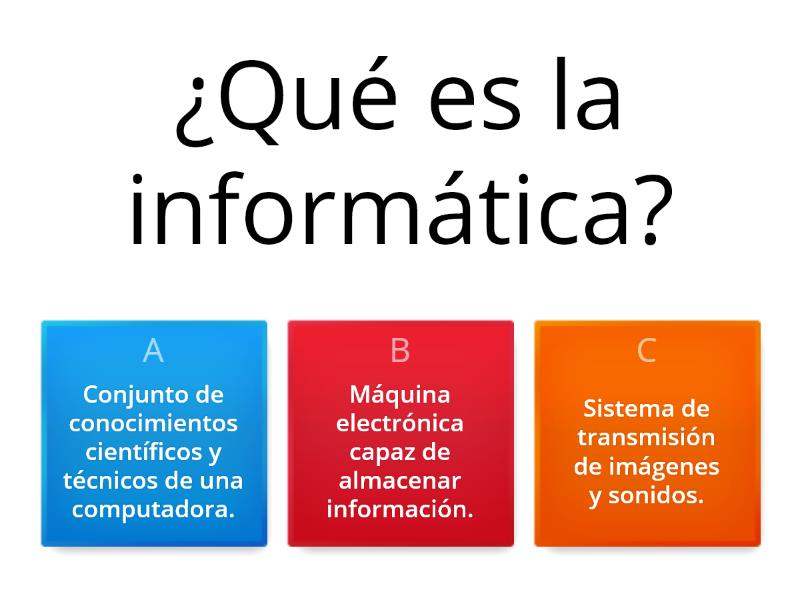 ¿Qué es la
informática?
A
Conjunto de
conocimientos
científicos y
técnicos de una
computadora.
B
Máquina
electrónica
capaz de
almacenar
información.
C
Sistema de
transmisión
de imágenes
y sonidos.